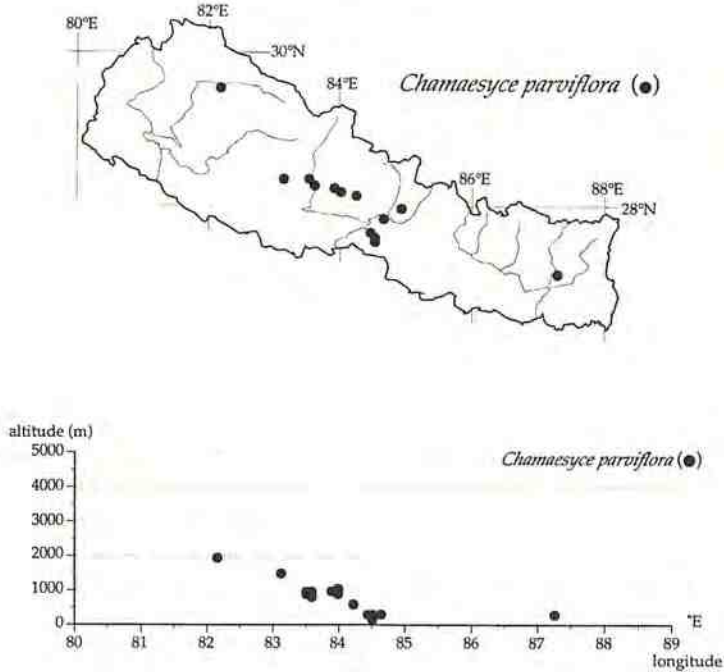 80°E
82°E
30°N
84°E
Chamaesyce parviflora (●)
86°E
88°E
28°N
altitude (m)
5000
Chamaesyce parviflora (●)
4000
3000
2000
1000
0
°E
80 81 82 83 84 85 86 87 88 89
longitude